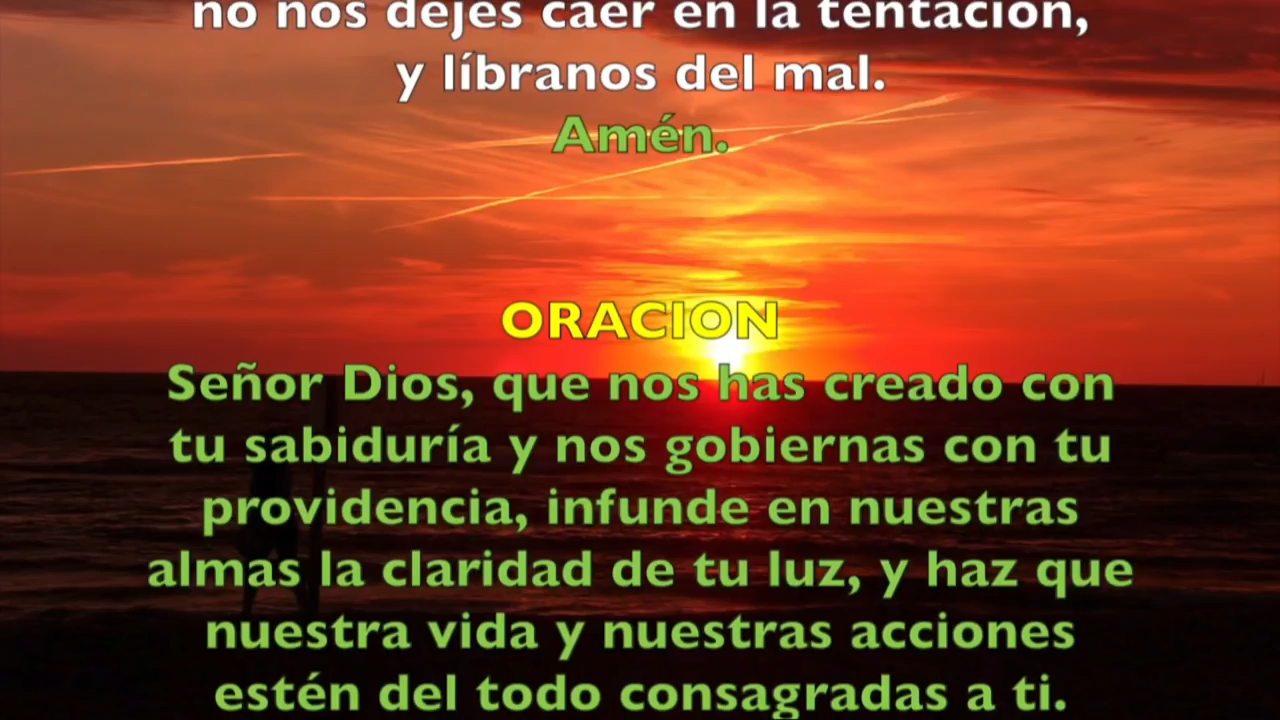 no nos dejes caer en la tentación,
y líbranos del mal.
Amén.
ORACION
Señor Dios, que nos has creado con
tu sabiduría y nos gobiernas con tu
providencia, infunde en nuestras
almas la claridad de tu luz, y haz que
nuestra vida y nuestras acciones
estén del todo consagradas a ti.